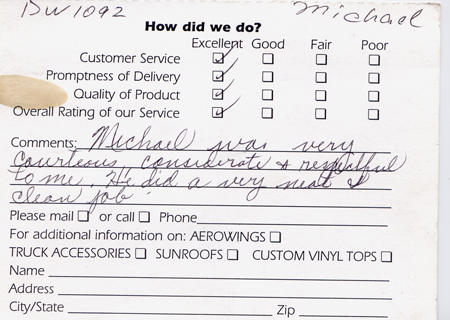 BW1092 Michael
How did we do?
Excellent Good Fair Poor
Customer Service ☑ ☐ ☐ ☐
Promptness of Delivery ☑ ☐ ☐ ☐
Quality of Product ☑ ☐ ☐ ☐
Overall Rating of our Service ☑ ☐ ☐ ☐
Comments: Michael was very
courteous, considerate & respectful
to me. He did a very neat &
clean job.
Please mail ☐ or call ☐ Phone
For additional information on: AEROWINGS ☐
TRUCK ACCESSORIES ☐ SUNROOFS ☐ CUSTOM VINYL TOPS ☐
Name
Address
City/State Zip